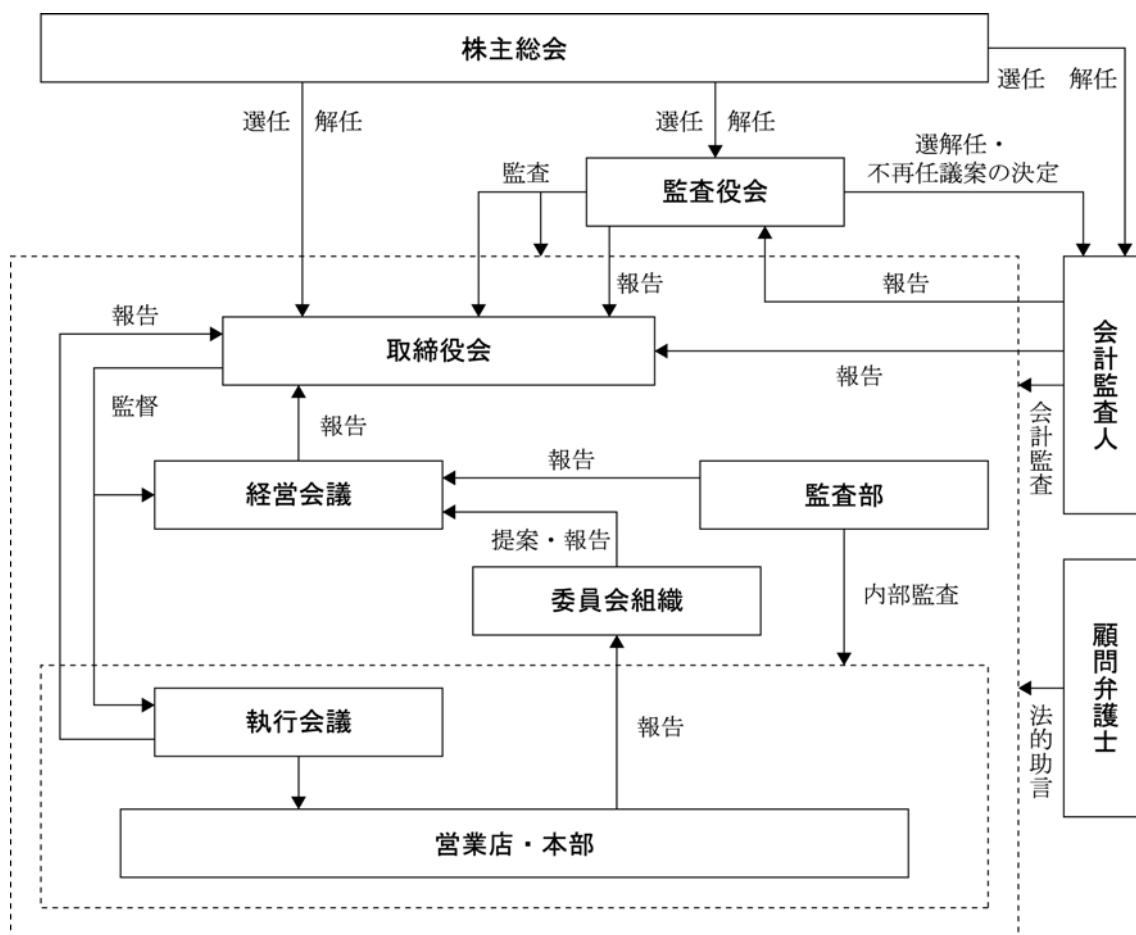 株主総会
選任 解任
選任 解任
選任 解任
選解任・
不再任議案の決定
監査
監査役会
報告
報告
報告
取締役会
報告
会計監査人
監督
報告
会計監査
報告
経営会議
監査部
提案・報告
委員会組織
内部監査
顧問弁護士
執行会議
報告
法的助言
営業店・本部